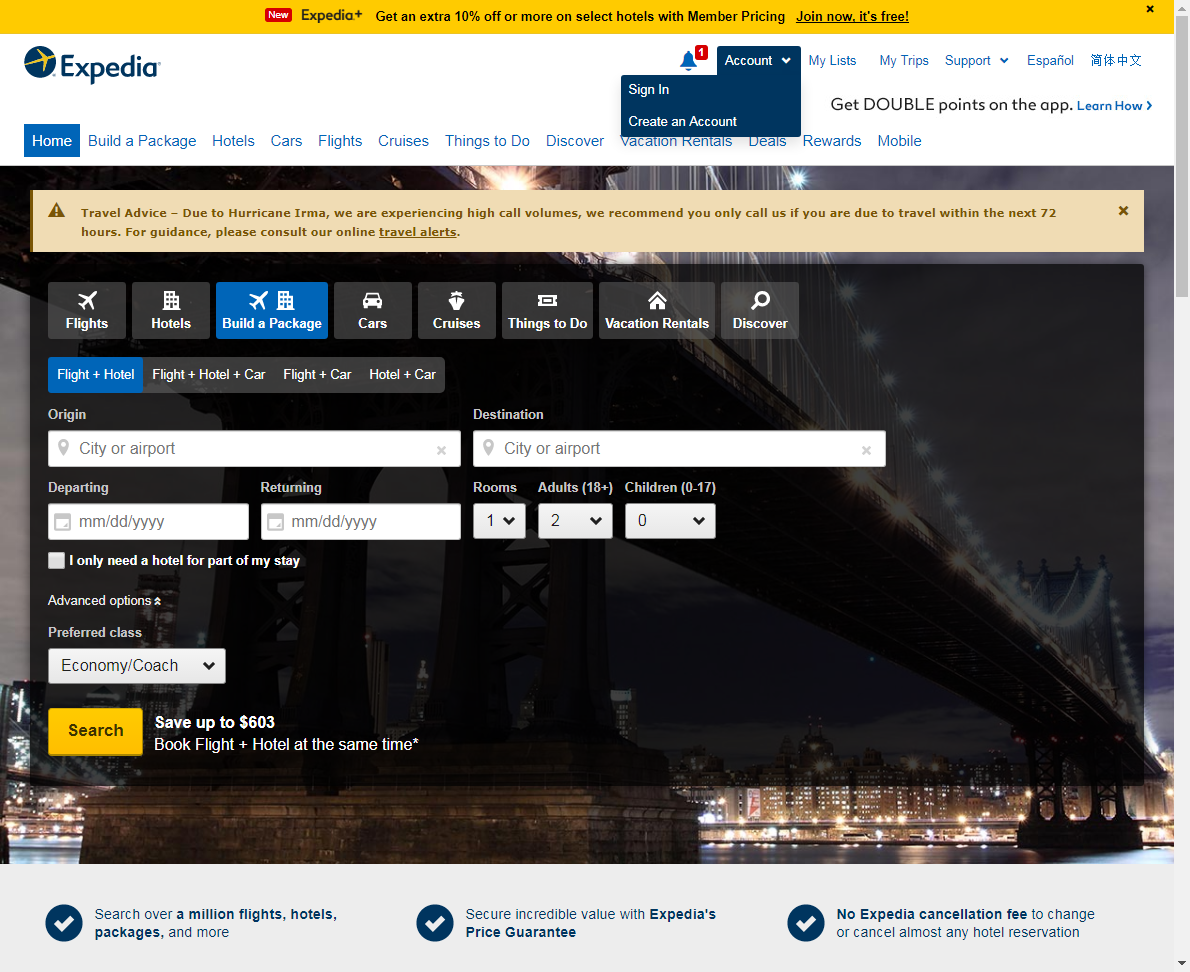 New Expedia+ Get an extra 10% off or more on select hotels with Member Pricing Join now, it's free!
Expedia
1
Account
My Lists
My Trips
Support
Español
简体中文
Sign In
Create an Account
Get DOUBLE points on the app. Learn How
Home
Build a Package
Hotels
Cars
Flights
Cruises
Things to Do
Discover
Vacation Rentals
Deals
Rewards
Mobile
Travel Advice – Due to Hurricane Irma, we are experiencing high call volumes, we recommend you only call us if you are due to travel within the next 72
hours. For guidance, please consult our online travel alerts.
Flights
Hotels
Build a Package
Cars
Cruises
Things to Do
Vacation Rentals
Discover
Flight + Hotel
Flight + Hotel + Car
Flight + Car
Hotel + Car
Origin
Destination
City or airport
City or airport
Departing
Returning
Rooms
Adults (18+)
Children (0-17)
mm/dd/yyyy
mm/dd/yyyy
1
2
0
I only need a hotel for part of my stay
Advanced options
Preferred class
Economy/Coach
Search
Save up to $603
Book Flight + Hotel at the same time*
Search over a million flights, hotels,
packages, and more
Secure incredible value with Expedia's
Price Guarantee
No Expedia cancellation fee to change
or cancel almost any hotel reservation